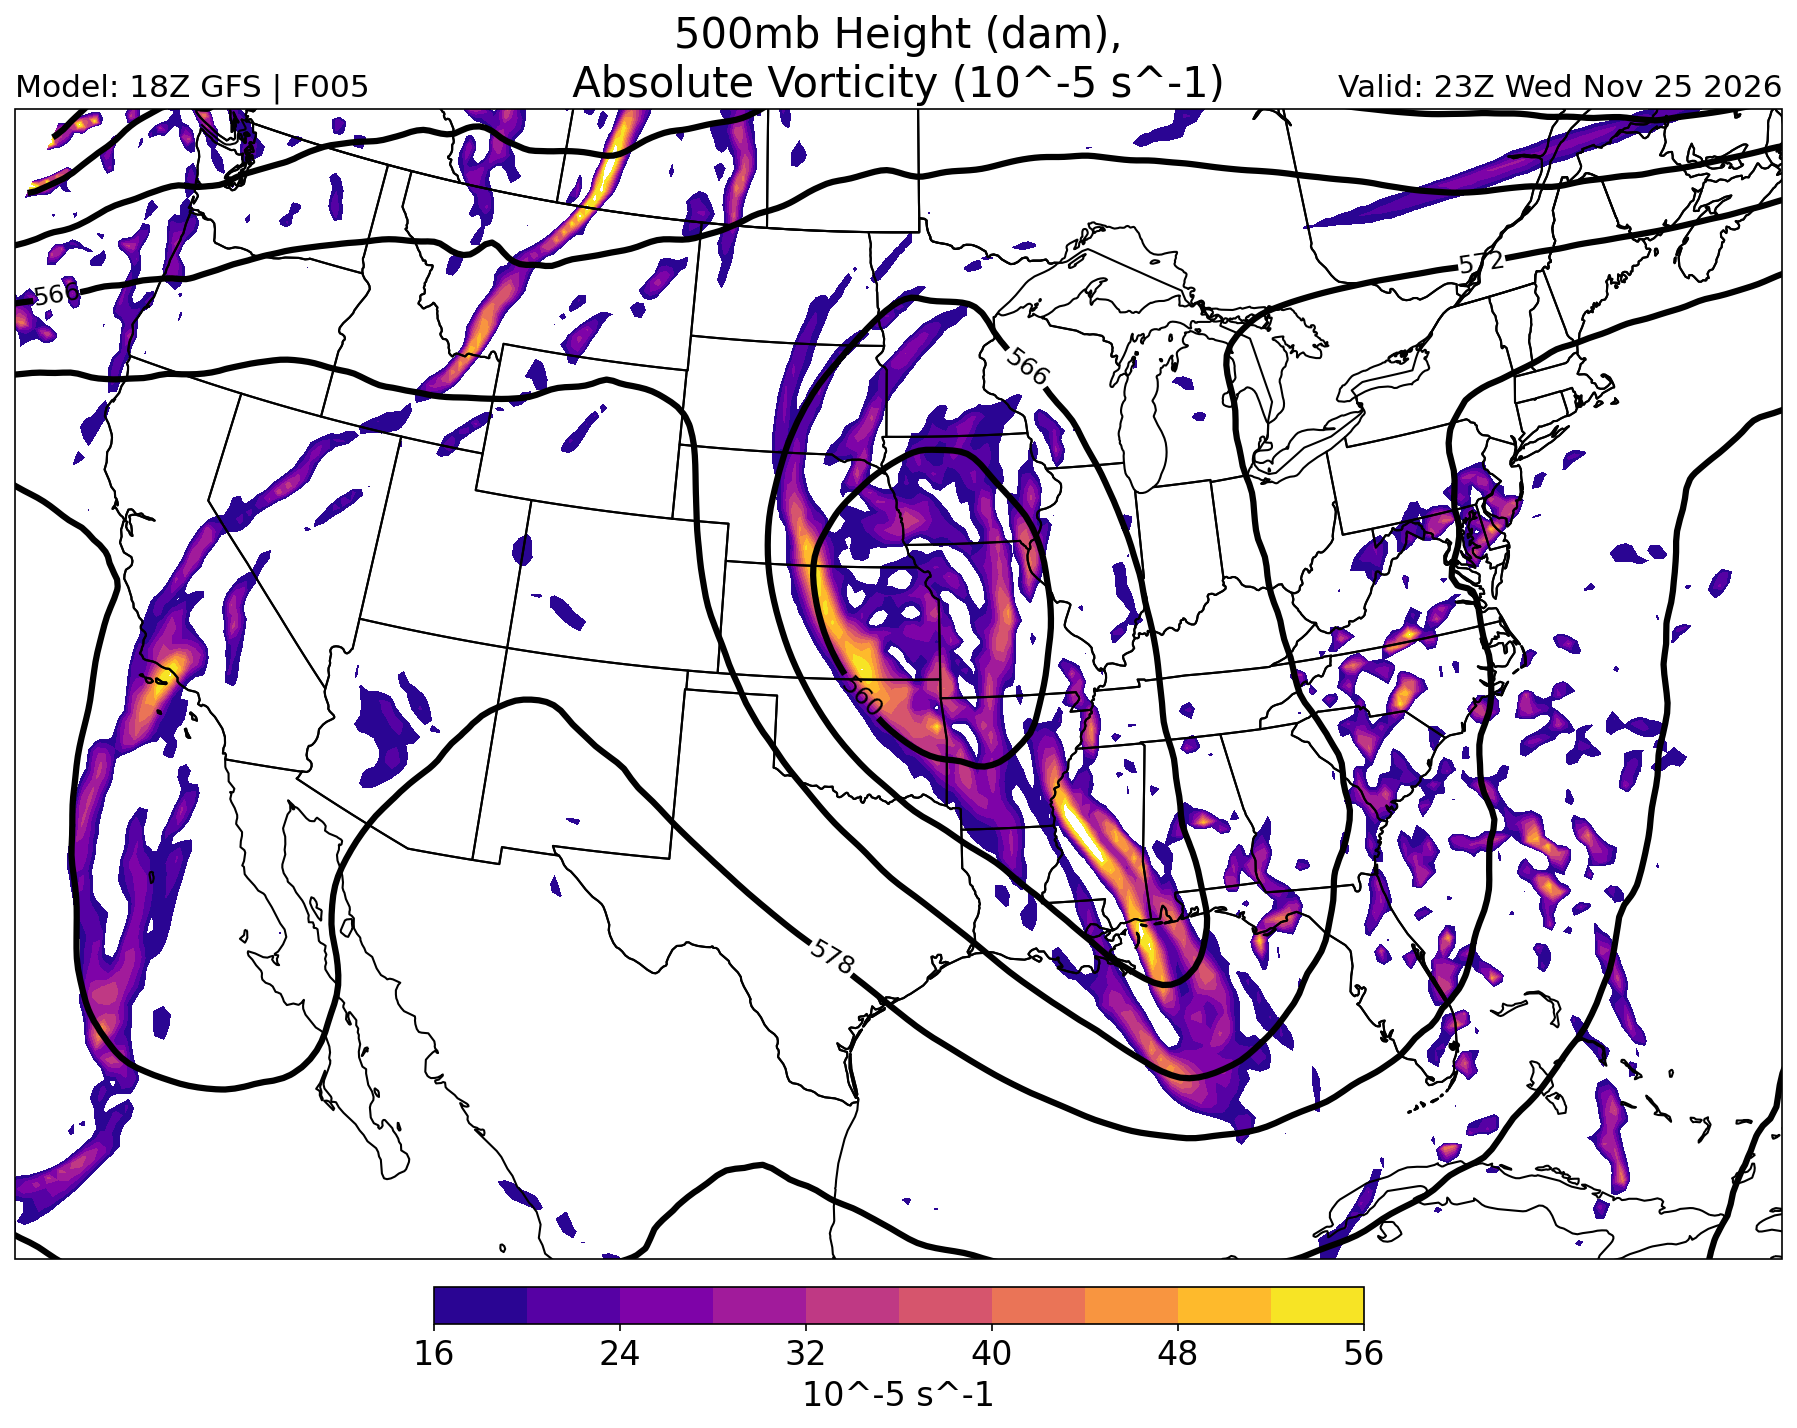 500mb Height (dam),
Model: 18Z GFS | F005
Absolute Vorticity (10^-5 s^-1)
Valid: 23Z Wed Nov 25 2026
572
566
566
560
578
16 24 32 40 48 56
10^-5 s^-1